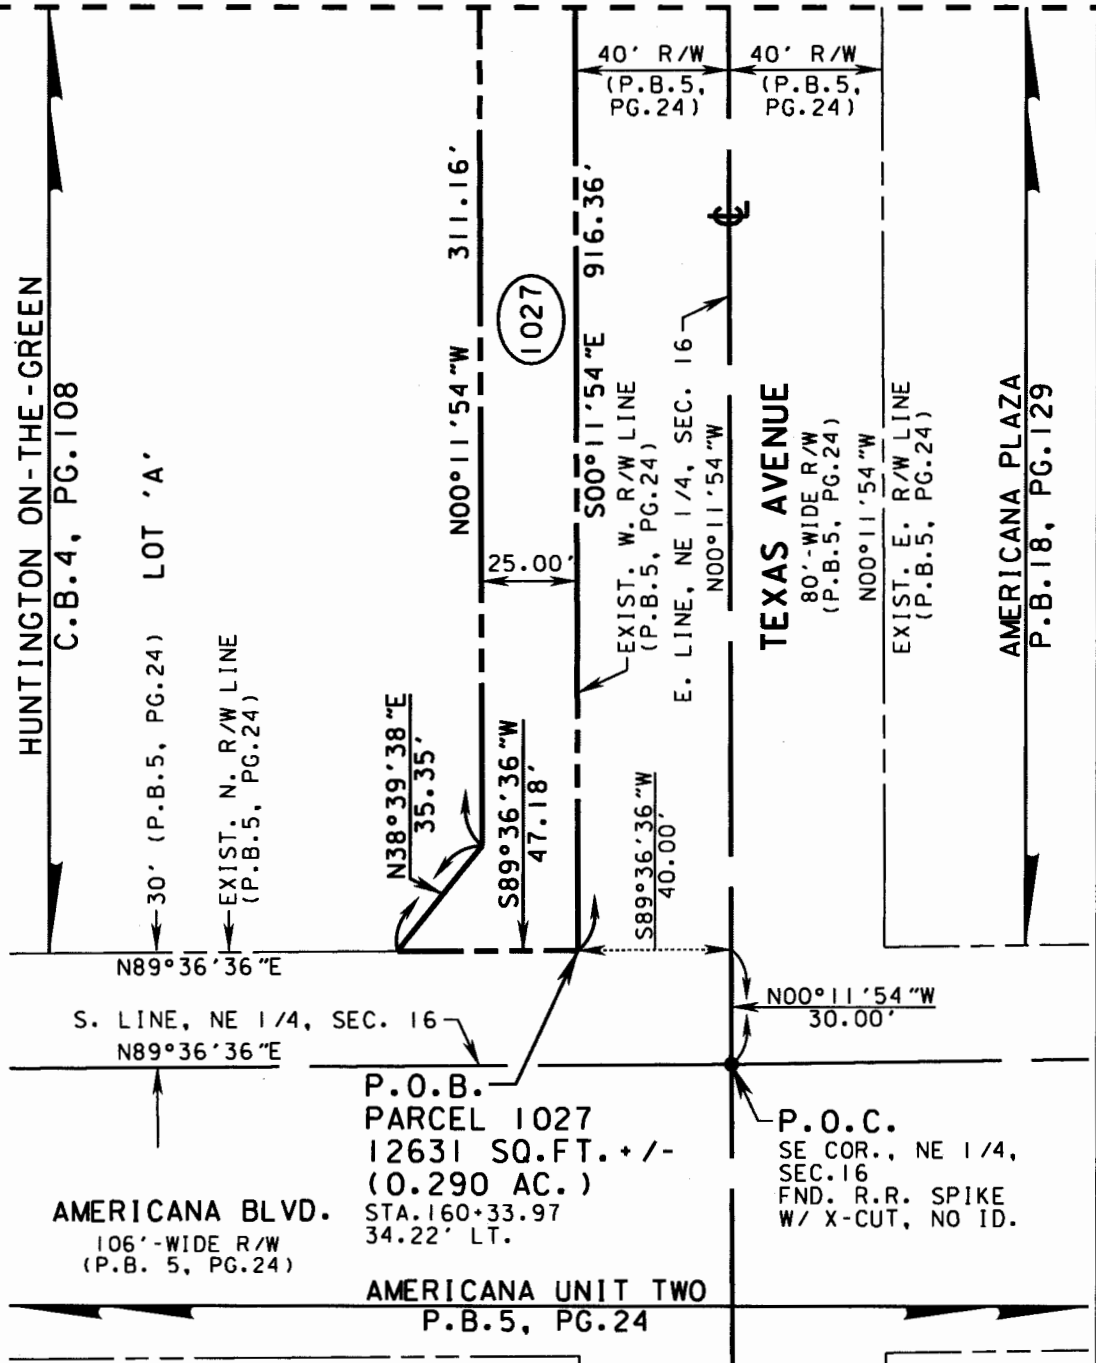 40' R/W
(P.B.5,
PG.24)
40' R/W
(P.B.5,
PG.24)
311.16'
N00°11'54"W
1027
916.36'
S00°11'54"E
EXIST. W. R/W LINE
(P.B.5, PG.24)
E. LINE, NE 1/4, SEC. 16
N00°11'54"W
℄
TEXAS AVENUE
80'-WIDE R/W
(P.B.5, PG.24)
N00°11'54"W
EXIST. E. R/W LINE
(P.B.5, PG.24)
AMERICANA PLAZA
P.B.18, PG.129
HUNTINGTON ON-THE-GREEN
C.B.4, PG.108
LOT 'A'
30' (P.B.5, PG.24)
EXIST. N. R/W LINE
(P.B.5, PG.24)
25.00'
N38°39'38"E
35.35'
S89°36'36"W
47.18'
S89°36'36"W
40.00'
N89°36'36"E
N00°11'54"W
30.00'
S. LINE, NE 1/4, SEC. 16
N89°36'36"E
P.O.B.
PARCEL 1027
12631 SQ.FT.+/-
(0.290 AC.)
STA.160+33.97
34.22' LT.
P.O.C.
SE COR., NE 1/4,
SEC.16
FND. R.R. SPIKE
W/ X-CUT, NO ID.
AMERICANA BLVD.
106'-WIDE R/W
(P.B. 5, PG.24)
AMERICANA UNIT TWO
P.B.5, PG.24